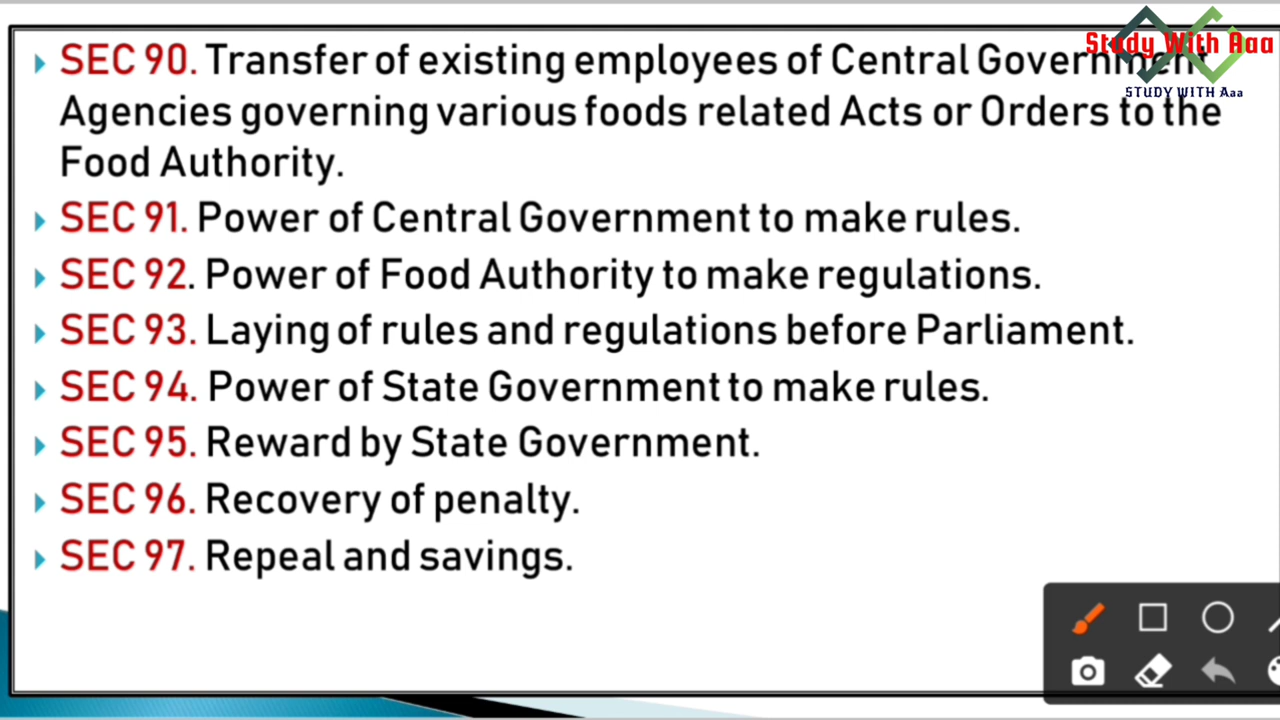 Study With Aaa
STUDY WITH Aaa
SEC 90. Transfer of existing employees of Central Government
Agencies governing various foods related Acts or Orders to the
Food Authority.
SEC 91. Power of Central Government to make rules.
SEC 92. Power of Food Authority to make regulations.
SEC 93. Laying of rules and regulations before Parliament.
SEC 94. Power of State Government to make rules.
SEC 95. Reward by State Government.
SEC 96. Recovery of penalty.
SEC 97. Repeal and savings.